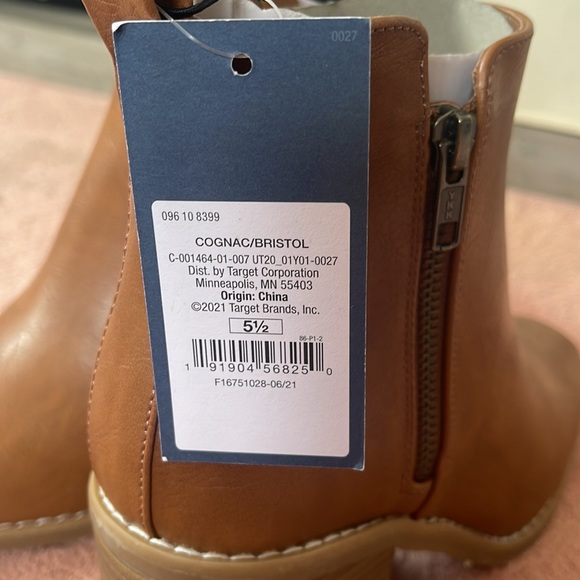 0027
096 10 8399
COGNAC/BRISTOL
C-001464-01-007 UT20_01Y01-0027
Dist. by Target Corporation
Minneapolis, MN 55403
Origin: China
©2021 Target Brands, Inc.
5½
86-P1-2
1 91904 56825 0
F16751028-06/21
YKK